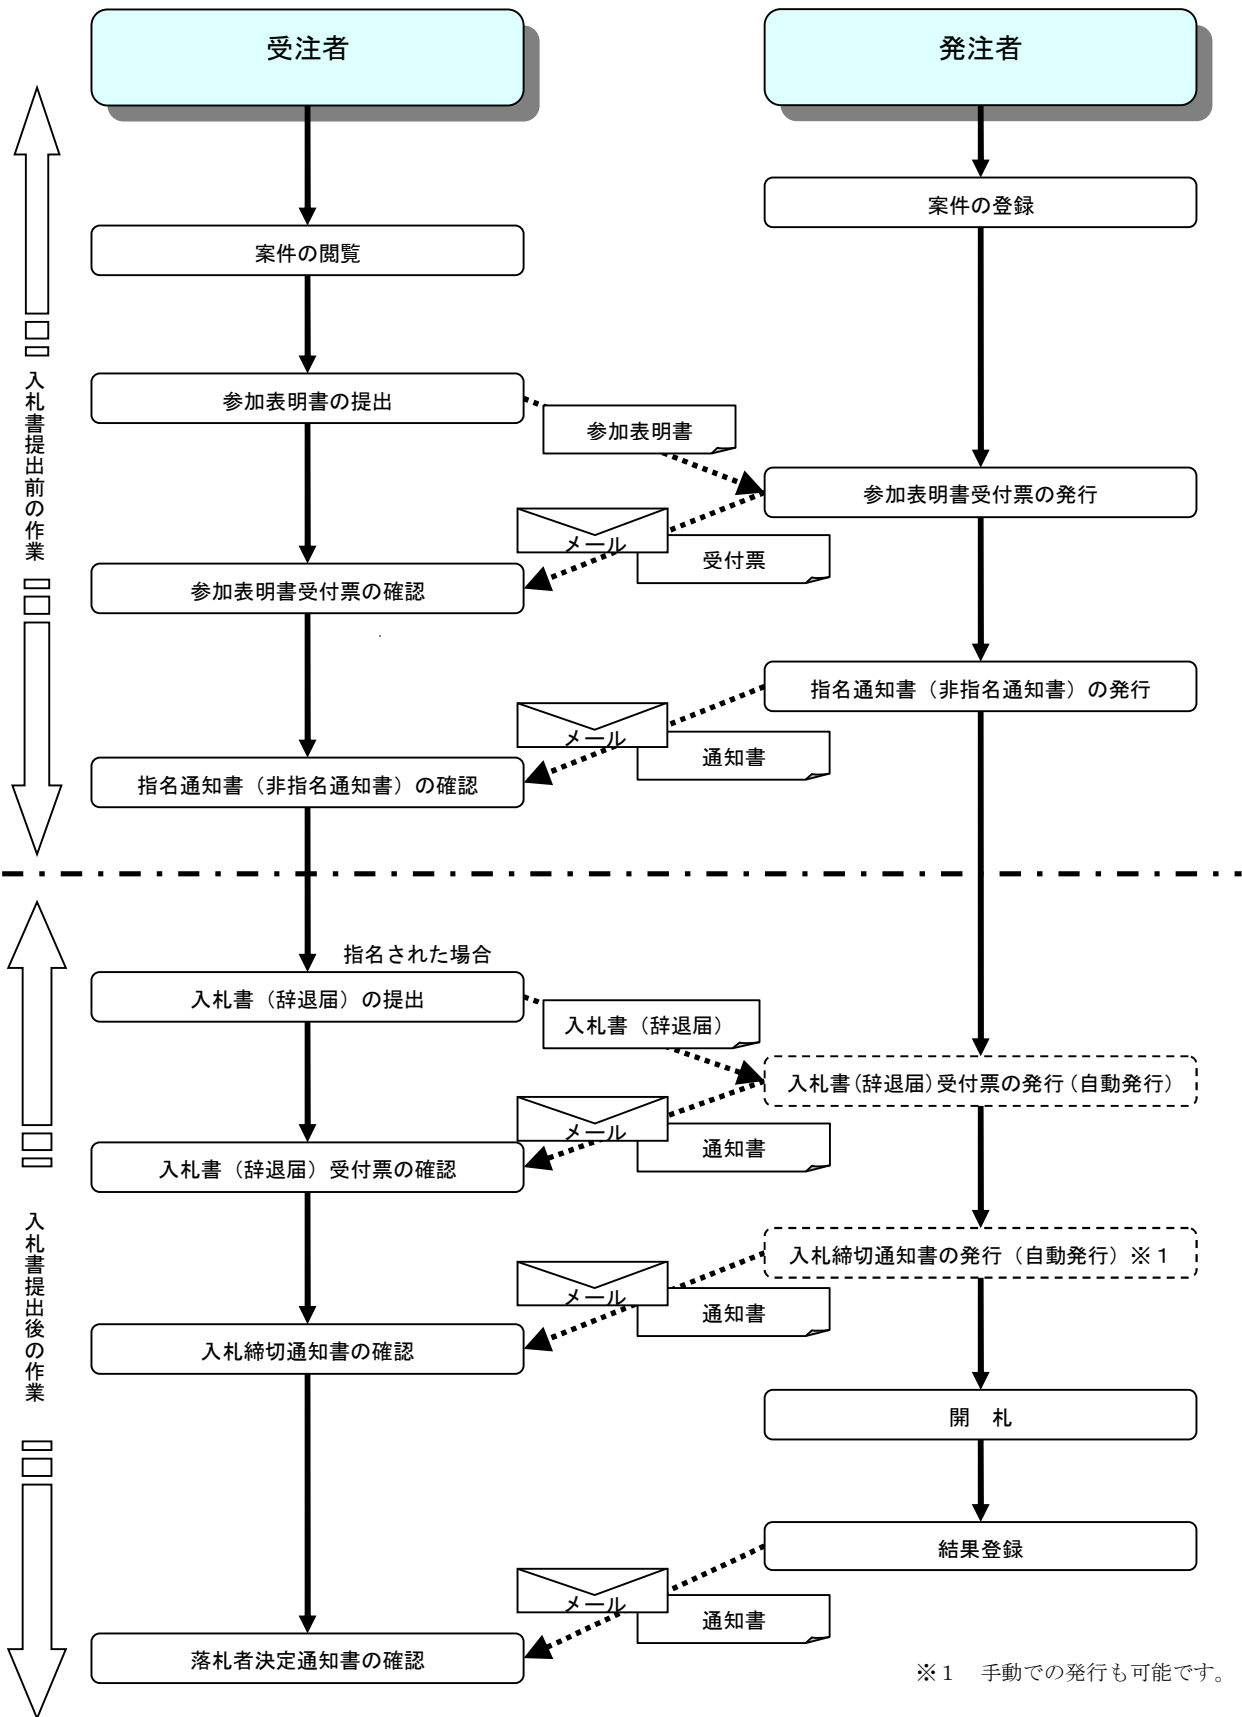 受注者
発注者
案件の登録
案件の閲覧
参加表明書の提出
参加表明書
参加表明書受付票の発行
メール
受付票
参加表明書受付票の確認
入札書提出前の作業
指名通知書（非指名通知書）の発行
メール
通知書
指名通知書（非指名通知書）の確認
指名された場合
入札書（辞退届）の提出
入札書（辞退届）
入札書(辞退届)受付票の発行(自動発行)
メール
通知書
入札書（辞退届）受付票の確認
入札書提出後の作業
入札締切通知書の発行（自動発行）※１
メール
通知書
入札締切通知書の確認
開　札
結果登録
メール
通知書
落札者決定通知書の確認
※１　手動での発行も可能です。